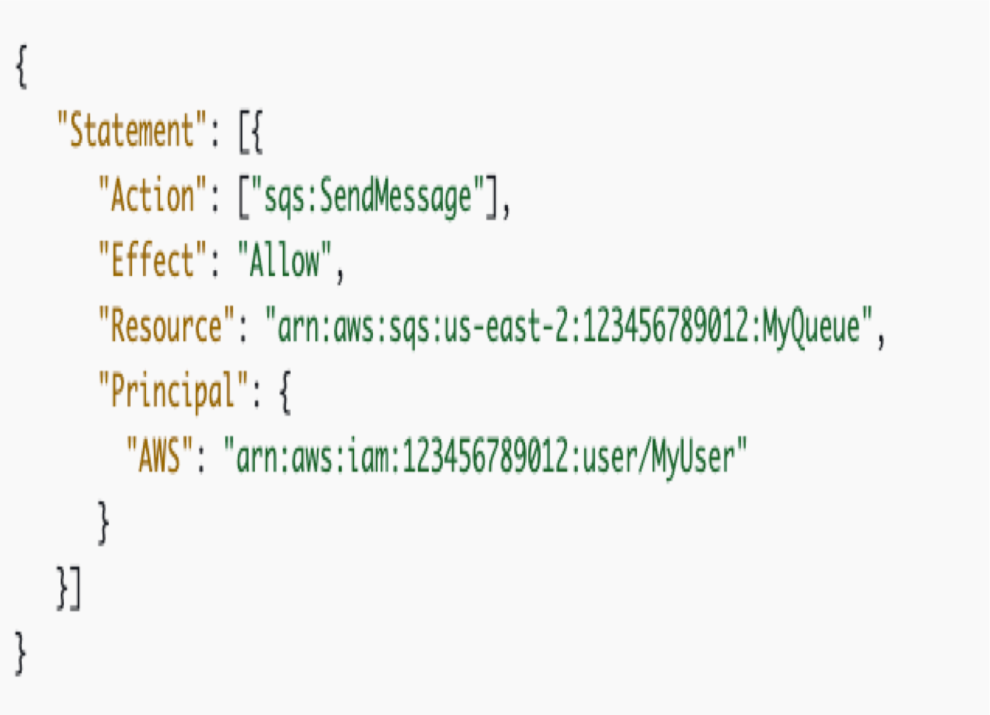 {
"Statement": [{
"Action": ["sqs:SendMessage"],
"Effect": "Allow",
"Resource": "arn:aws:sqs:us-east-2:123456789012:MyQueue",
"Principal": {
"AWS": "arn:aws:iam:123456789012:user/MyUser"
}
}]
}